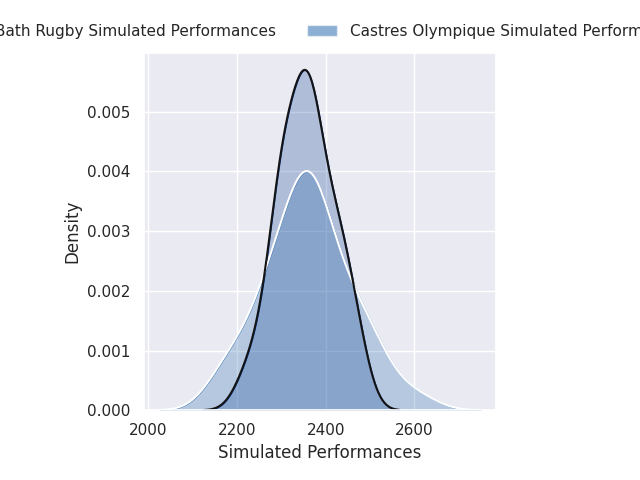 Bath Rugby Simulated Performances Castres Olympique Simulated Perform
0.005
0.004
0.003
0.002
0.001
0.000
Density
2000 2200 2400 2600
Simulated Performances